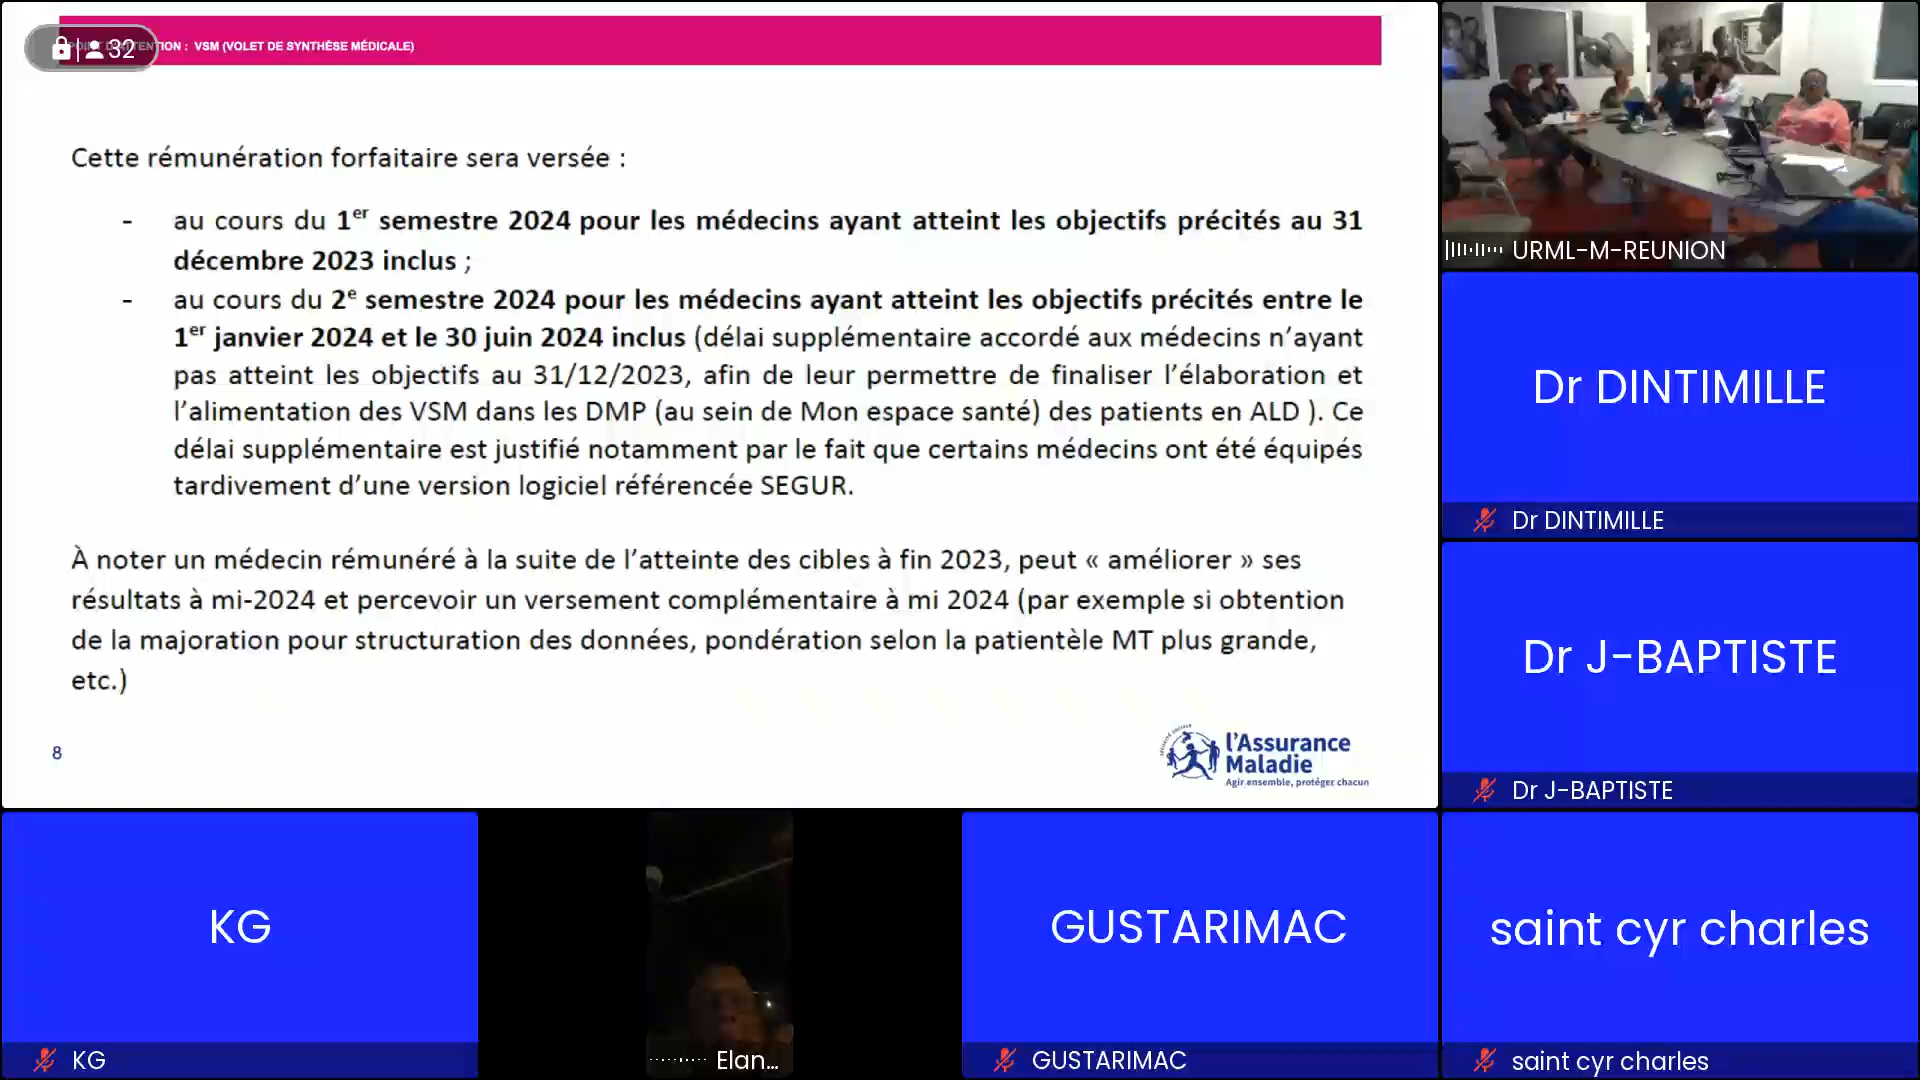 POINT D'ATTENTION : VSM (VOLET DE SYNTHÈSE MÉDICALE)
32
Cette rémunération forfaitaire sera versée :
- au cours du 1er semestre 2024 pour les médecins ayant atteint les objectifs précités au 31
décembre 2023 inclus ;
- au cours du 2e semestre 2024 pour les médecins ayant atteint les objectifs précités entre le
1er janvier 2024 et le 30 juin 2024 inclus (délai supplémentaire accordé aux médecins n’ayant
pas atteint les objectifs au 31/12/2023, afin de leur permettre de finaliser l’élaboration et
l’alimentation des VSM dans les DMP (au sein de Mon espace santé) des patients en ALD ). Ce
délai supplémentaire est justifié notamment par le fait que certains médecins ont été équipés
tardivement d’une version logiciel référencée SEGUR.
À noter un médecin rémunéré à la suite de l’atteinte des cibles à fin 2023, peut « améliorer » ses
résultats à mi-2024 et percevoir un versement complémentaire à mi 2024 (par exemple si obtention
de la majoration pour structuration des données, pondération selon la patientèle MT plus grande,
etc.)
8
l’Assurance
Maladie
Agir ensemble, protéger chacun
URML-M-REUNION
Dr DINTIMILLE
Dr DINTIMILLE
Dr J-BAPTISTE
Dr J-BAPTISTE
KG
KG
Elan...
GUSTARIMAC
GUSTARIMAC
saint cyr charles
saint cyr charles